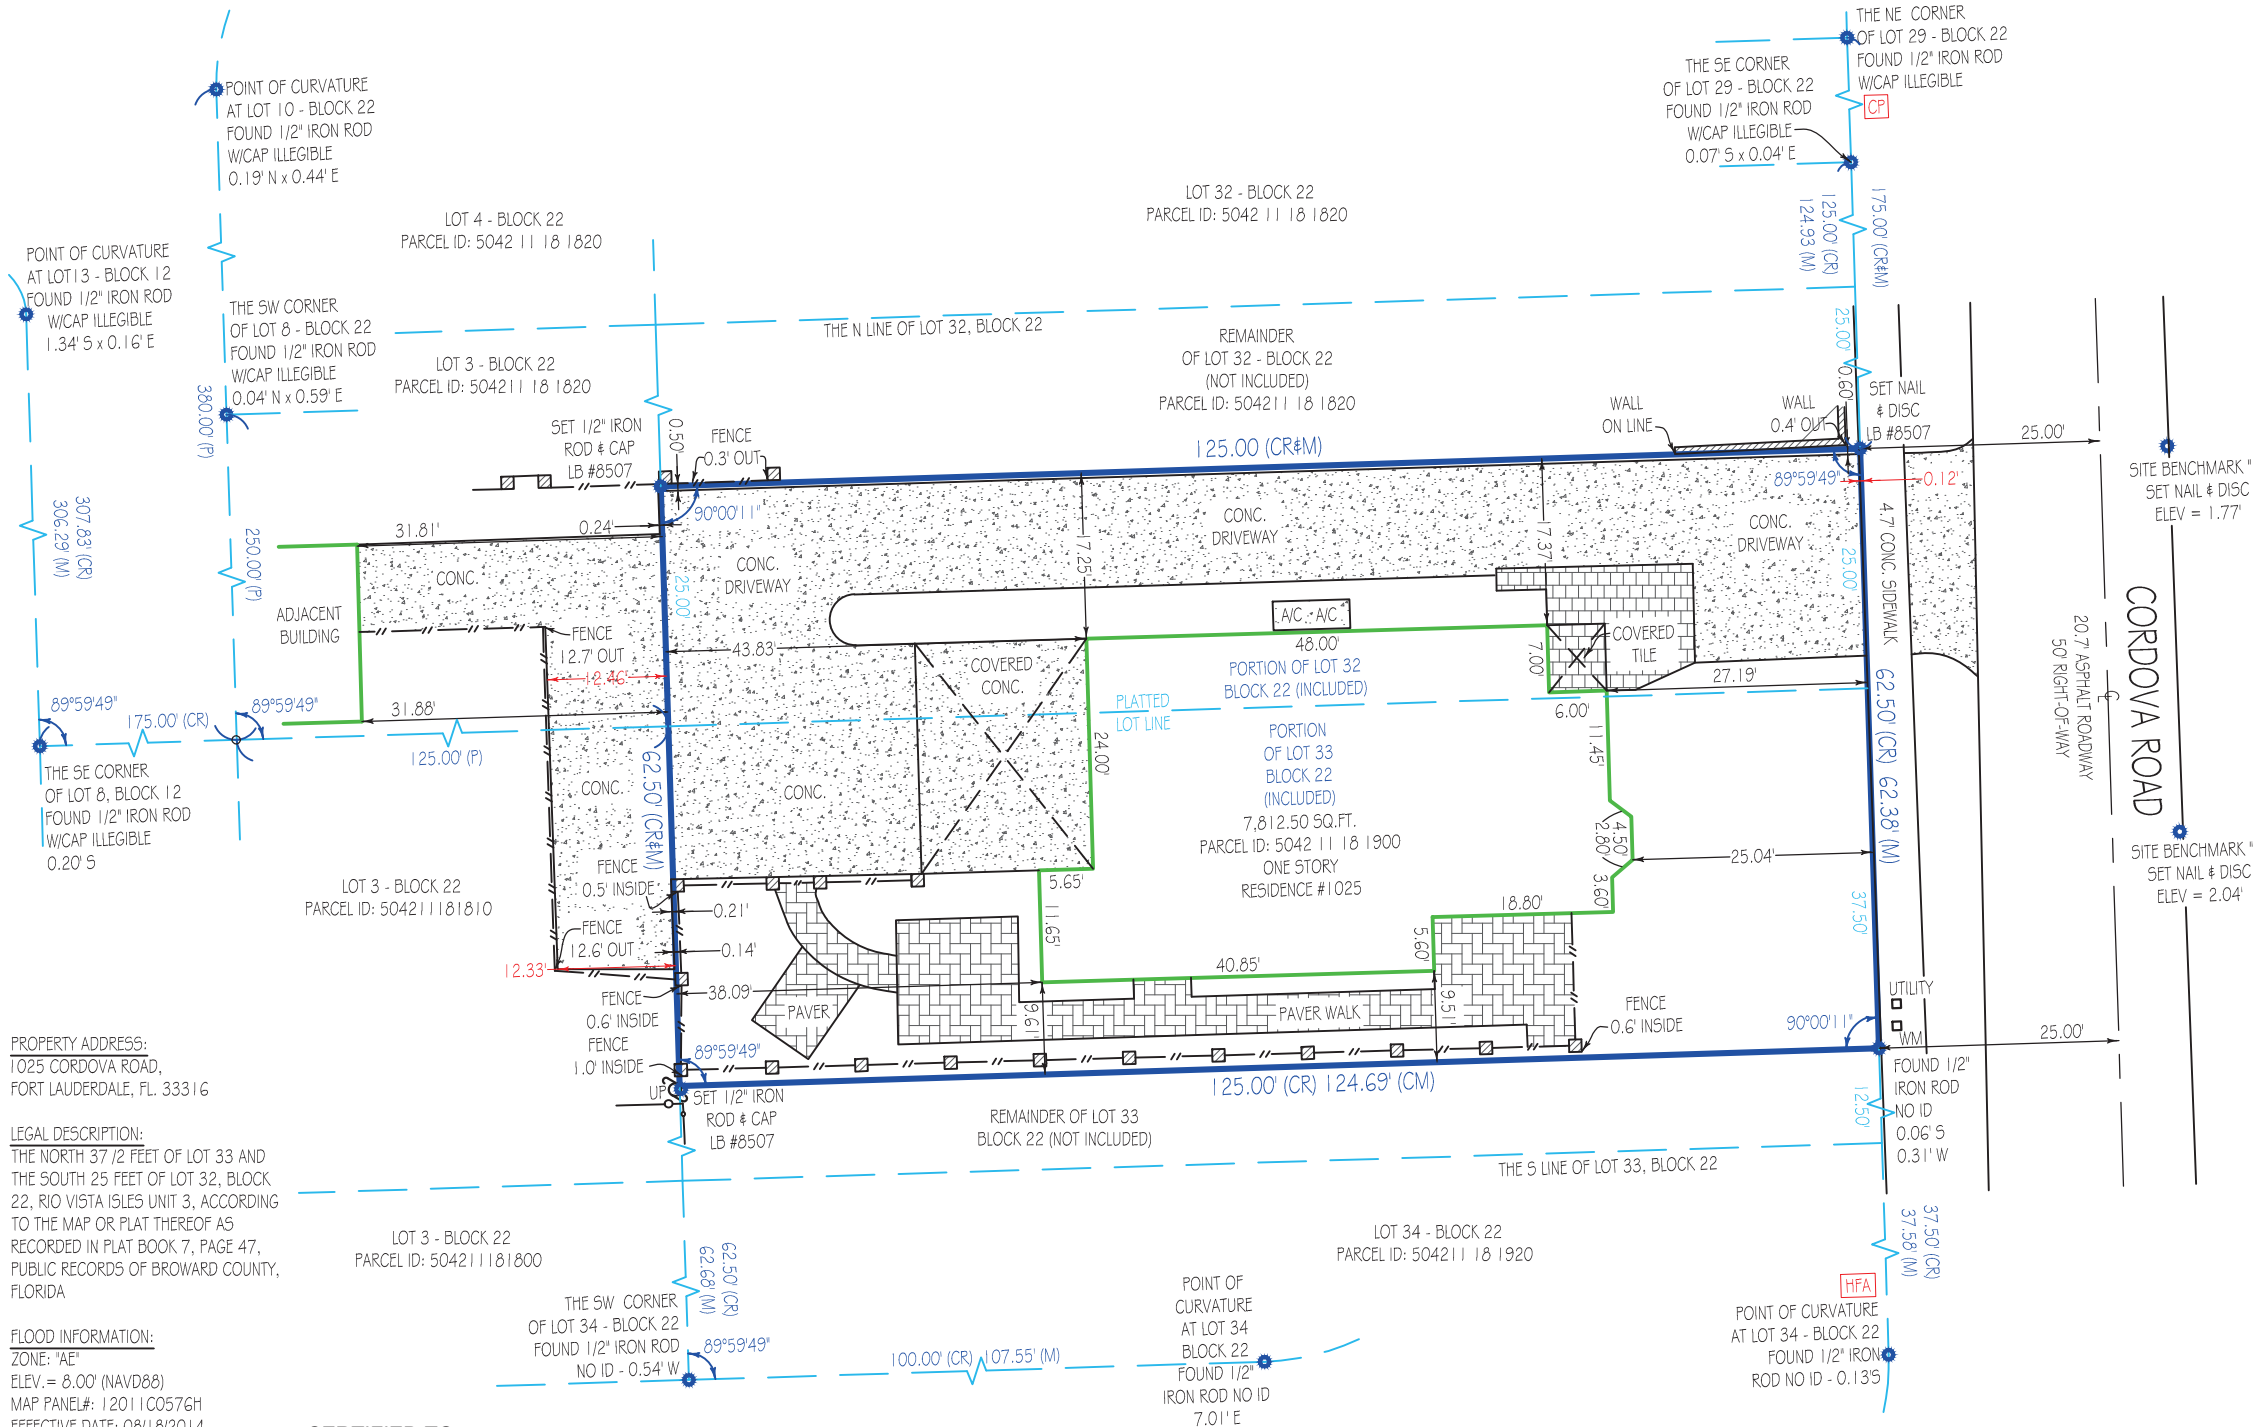 THE NE CORNER
OF LOT 29 - BLOCK 22
FOUND 1/2" IRON ROD
W/CAP ILLEGIBLE
CP
THE SE CORNER
OF LOT 29 - BLOCK 22
FOUND 1/2" IRON ROD
W/CAP ILLEGIBLE
0.07' S x 0.04' E
POINT OF CURVATURE
AT LOT 10 - BLOCK 22
FOUND 1/2" IRON ROD
W/CAP ILLEGIBLE
0.19' N x 0.44' E
LOT 4 - BLOCK 22
PARCEL ID: 5042 11 18 1820
LOT 32 - BLOCK 22
PARCEL ID: 5042 11 18 1820
175.00' (CR&M)
125.00' (CR)
124.93 (M)
POINT OF CURVATURE
AT LOT13 - BLOCK 12
FOUND 1/2" IRON ROD
W/CAP ILLEGIBLE
1.34' S x 0.16' E
THE SW CORNER
OF LOT 8 - BLOCK 22
FOUND 1/2" IRON ROD
W/CAP ILLEGIBLE
0.04' N x 0.59' E
380.00' (P)
LOT 3 - BLOCK 22
PARCEL ID: 504211 18 1820
THE N LINE OF LOT 32, BLOCK 22
REMAINDER
OF LOT 32 - BLOCK 22
(NOT INCLUDED)
PARCEL ID: 504211 18 1820
25.00'
0.60'
SET 1/2" IRON
ROD & CAP
LB #8507
0.50'
FENCE
0.3' OUT
125.00 (CR&M)
WALL
ON LINE
WALL
0.4' OUT
SET NAIL
& DISC
LB #8507
25.00'
SITE BENCHMARK "
SET NAIL & DISC
ELEV = 1.77'
89°59'49"
0.12'
307.83' (CR)
306.29' (M)
250.00' (P)
31.81'
0.24'
90°00'11"
CONC.
ADJACENT
BUILDING
CONC.
DRIVEWAY
25.00'
17.25'
CONC.
DRIVEWAY
17.37'
CONC.
DRIVEWAY
25.00'
4.7' CONC. SIDEWALK
FENCE
12.7' OUT
12.46'
43.83'
A/C
A/C
48.00'
COVERED
CONC.
COVERED
TILE
7.00'
27.19'
6.00'
PORTION OF LOT 32
BLOCK 22 (INCLUDED)
PLATTED
LOT LINE
89°59'49"
175.00' (CR)
89°59'49"
31.88'
125.00' (P)
THE SE CORNER
OF LOT 8, BLOCK 12
FOUND 1/2" IRON ROD
W/CAP ILLEGIBLE
0.20' S
CONC.
62.50' (CR&M)
CONC.
24.00'
PORTION
OF LOT 33
BLOCK 22
(INCLUDED)
7,812.50 SQ.FT.
PARCEL ID: 5042 11 18 1900
ONE STORY
RESIDENCE #1025
11.45'
4.50'
2.80'
3.60'
25.04'
62.50' (CR) 62.38' (M)
37.50'
CORDOVA ROAD
20.7' ASPHALT ROADWAY
50' RIGHT-OF-WAY
SITE BENCHMARK "
SET NAIL & DISC
ELEV = 2.04'
LOT 3 - BLOCK 22
PARCEL ID: 504211181810
FENCE
0.5' INSIDE
0.21'
5.65'
11.65'
18.80'
5.60'
FENCE
12.6' OUT
0.14'
12.33'
40.85'
38.09'
FENCE
0.6' INSIDE
FENCE
1.0' INSIDE
PAVER
9.61'
PAVER WALK
9.51'
FENCE
0.6' INSIDE
UTILITY
WM
90°00'11"
25.00'
89°59'49"
UP
SET 1/2" IRON
ROD & CAP
LB #8507
125.00' (CR) 124.69' (CM)
FOUND 1/2"
IRON ROD
NO ID
0.06' S
0.31' W
12.50'
REMAINDER OF LOT 33
BLOCK 22 (NOT INCLUDED)
THE S LINE OF LOT 33, BLOCK 22
PROPERTY ADDRESS:
1025 CORDOVA ROAD,
FORT LAUDERDALE, FL. 33316
LEGAL DESCRIPTION:
THE NORTH 37 /2 FEET OF LOT 33 AND
THE SOUTH 25 FEET OF LOT 32, BLOCK
22, RIO VISTA ISLES UNIT 3, ACCORDING
TO THE MAP OR PLAT THEREOF AS
RECORDED IN PLAT BOOK 7, PAGE 47,
PUBLIC RECORDS OF BROWARD COUNTY,
FLORIDA
FLOOD INFORMATION:
ZONE: "AE"
ELEV.= 8.00' (NAVD88)
MAP PANEL#: 12011C0576H
EFFECTIVE DATE: 08/18/2014
LOT 3 - BLOCK 22
PARCEL ID: 504211181800
62.50' (CR)
62.68' (M)
THE SW CORNER
OF LOT 34 - BLOCK 22
FOUND 1/2" IRON ROD
NO ID - 0.54' W
89°59'49"
100.00' (CR) 107.55' (M)
POINT OF
CURVATURE
AT LOT 34
BLOCK 22
FOUND 1/2"
IRON ROD NO ID
7.01' E
LOT 34 - BLOCK 22
PARCEL ID: 504211 18 1920
37.50' (CR)
37.58' (M)
HFA
POINT OF CURVATURE
AT LOT 34 - BLOCK 22
FOUND 1/2" IRON
ROD NO ID - 0.13'S